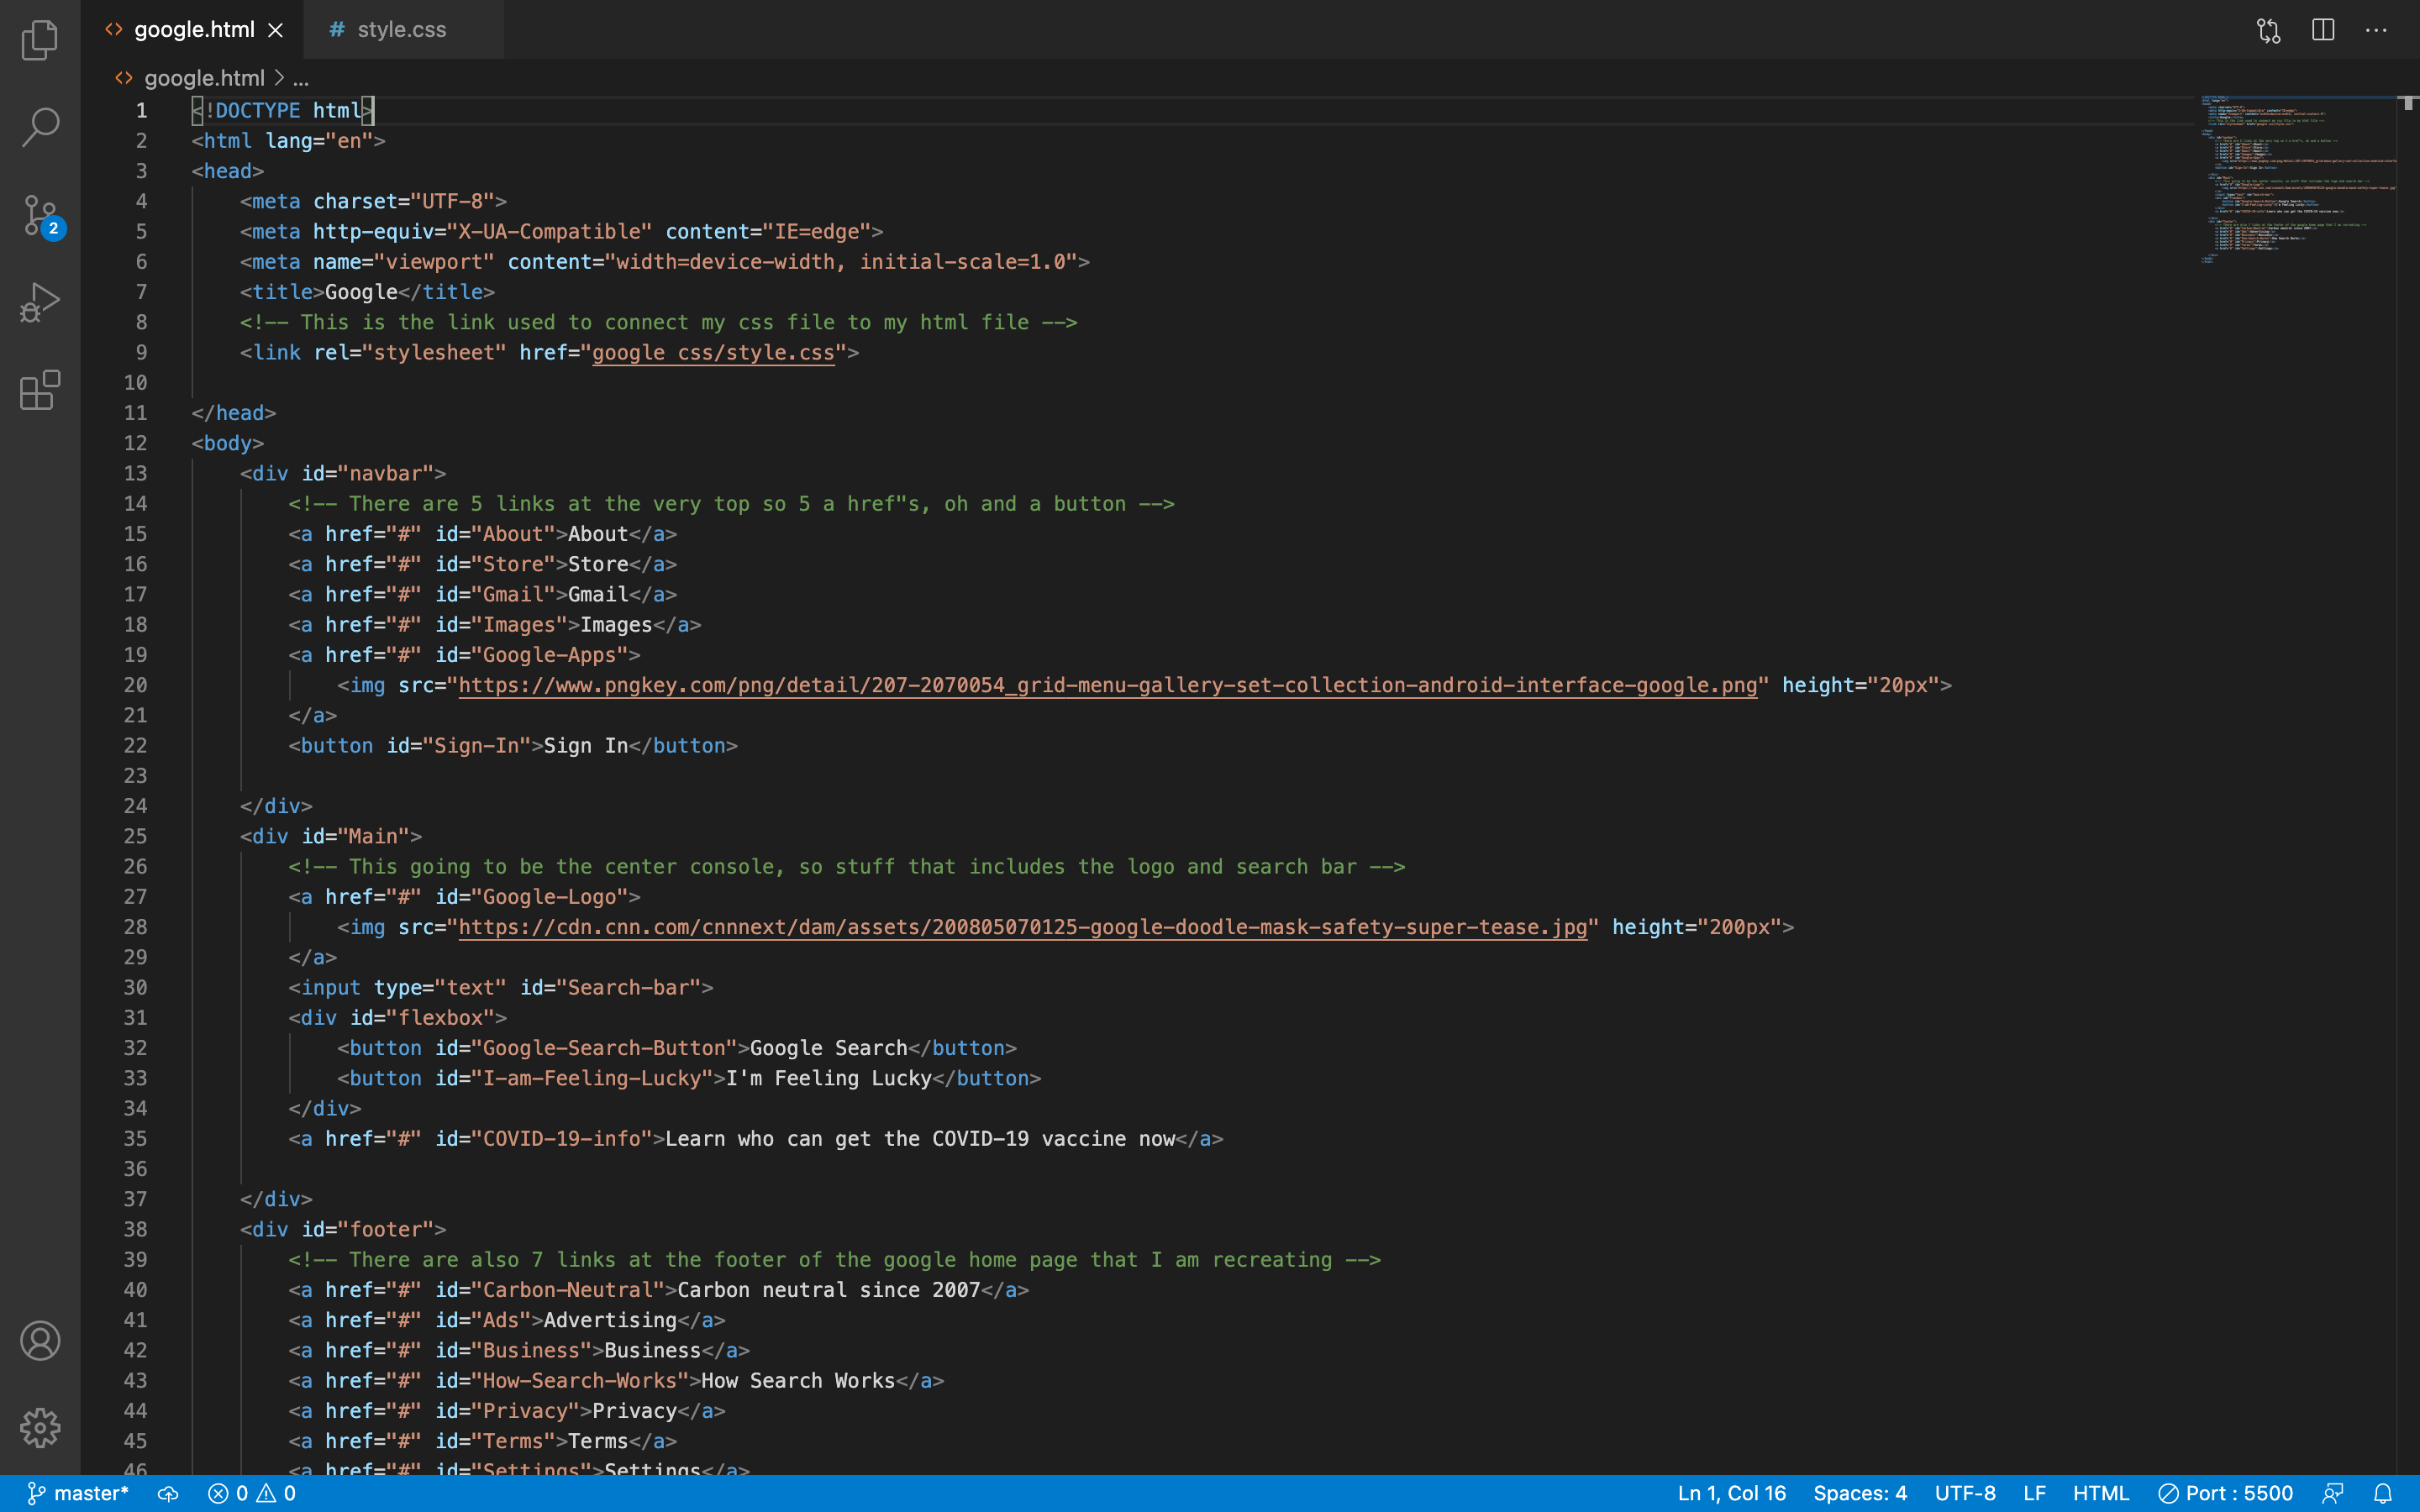 google.html
# style.css
google.html > ...
1 <!DOCTYPE html>
2 <html lang="en">
3 <head>
4 <meta charset="UTF-8">
5 <meta http-equiv="X-UA-Compatible" content="IE=edge">
6 <meta name="viewport" content="width=device-width, initial-scale=1.0">
7 <title>Google</title>
8 <!-- This is the link used to connect my css file to my html file -->
9 <link rel="stylesheet" href="google css/style.css">
10
11 </head>
12 <body>
13 <div id="navbar">
14 <!-- There are 5 links at the very top so 5 a href"s, oh and a button -->
15 <a href="#" id="About">About</a>
16 <a href="#" id="Store">Store</a>
17 <a href="#" id="Gmail">Gmail</a>
18 <a href="#" id="Images">Images</a>
19 <a href="#" id="Google-Apps">
20 <img src="https://www.pngkey.com/png/detail/207-2070054_grid-menu-gallery-set-collection-android-interface-google.png" height="20px">
21 </a>
22 <button id="Sign-In">Sign In</button>
23
24 </div>
25 <div id="Main">
26 <!-- This going to be the center console, so stuff that includes the logo and search bar -->
27 <a href="#" id="Google-Logo">
28 <img src="https://cdn.cnn.com/cnnnext/dam/assets/200805070125-google-doodle-mask-safety-super-tease.jpg" height="200px">
29 </a>
30 <input type="text" id="Search-bar">
31 <div id="flexbox">
32 <button id="Google-Search-Button">Google Search</button>
33 <button id="I-am-Feeling-Lucky">I'm Feeling Lucky</button>
34 </div>
35 <a href="#" id="COVID-19-info">Learn who can get the COVID-19 vaccine now</a>
36
37 </div>
38 <div id="footer">
39 <!-- There are also 7 links at the footer of the google home page that I am recreating -->
40 <a href="#" id="Carbon-Neutral">Carbon neutral since 2007</a>
41 <a href="#" id="Ads">Advertising</a>
42 <a href="#" id="Business">Business</a>
43 <a href="#" id="How-Search-Works">How Search Works</a>
44 <a href="#" id="Privacy">Privacy</a>
45 <a href="#" id="Terms">Terms</a>
46 <a href="#" id="Settings">Settings</a>
2
master* 0 0 Ln 1, Col 16 Spaces: 4 UTF-8 LF HTML Port : 5500